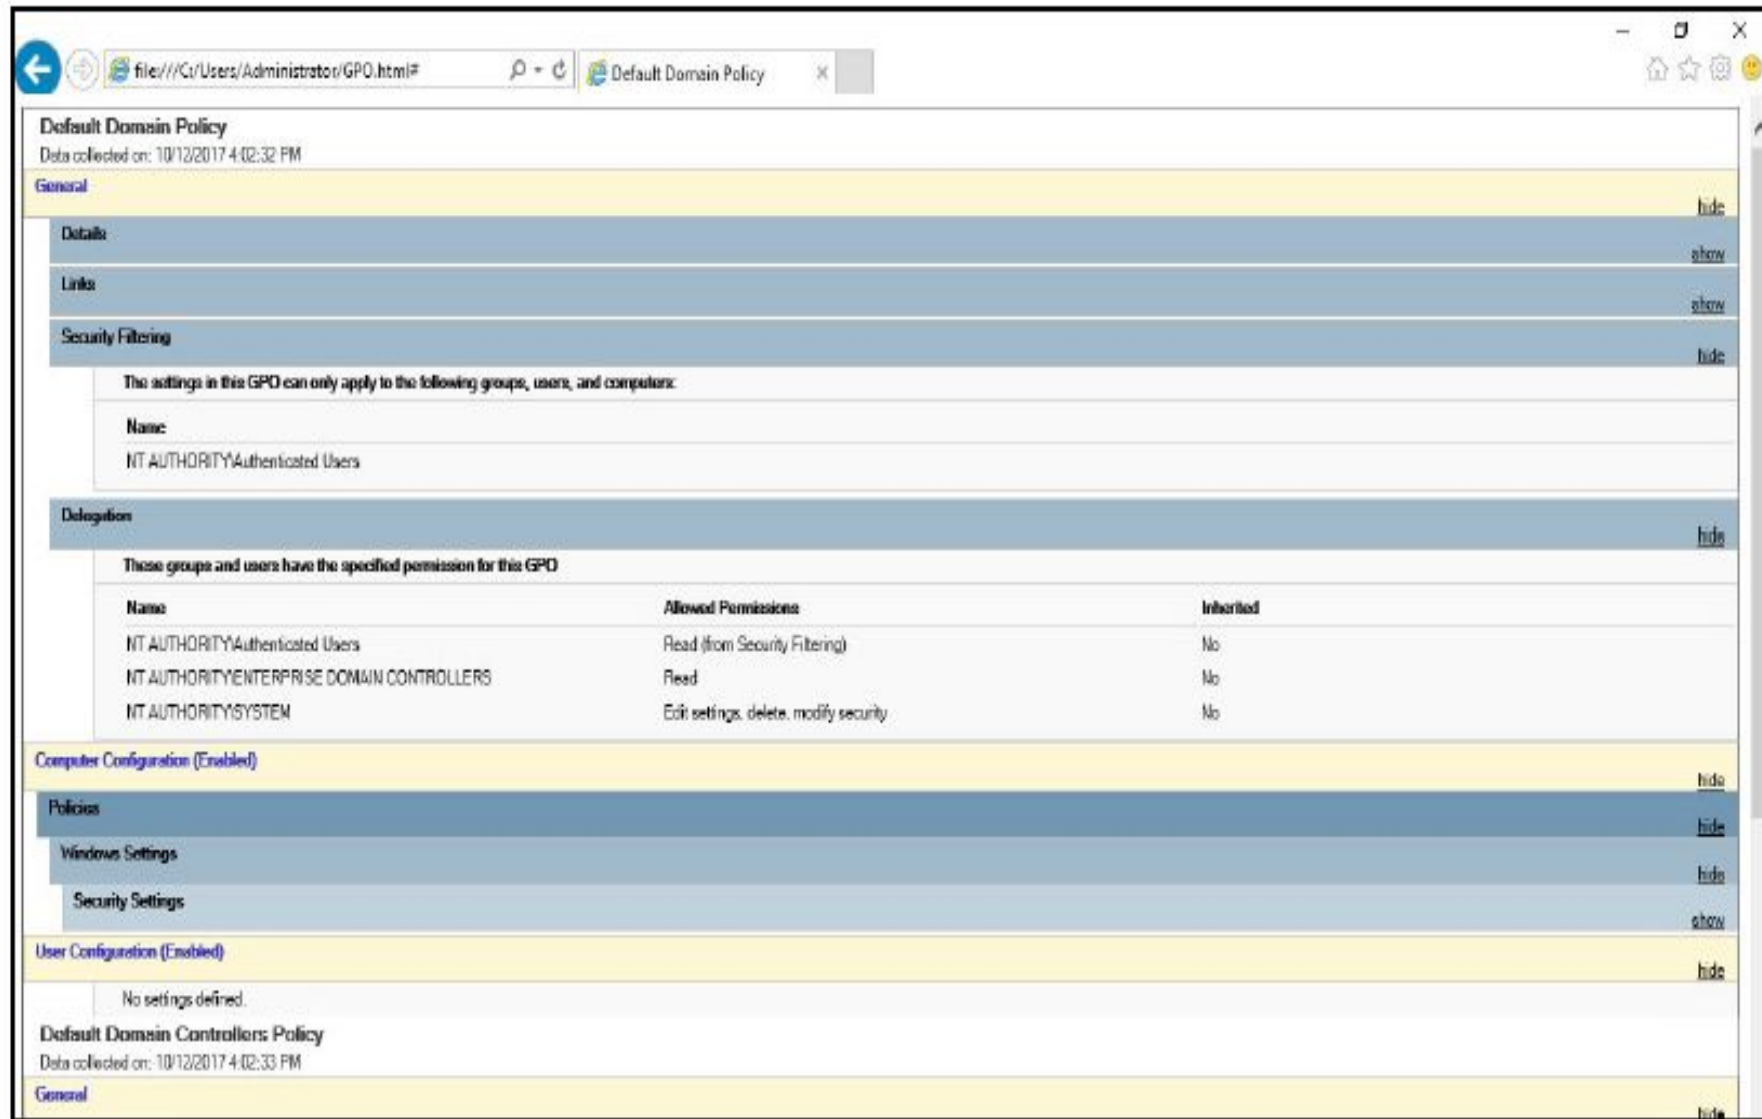 file:///C:/Users/Administrator/GPO.html#
Default Domain Policy
Default Domain Policy
Data collected on: 10/12/2017 4:02:32 PM
General
hide
Details
show
Links
show
Security Filtering
hide
The settings in this GPO can only apply to the following groups, users, and computers:
Name
NT AUTHORITY\Authenticated Users
Delegation
hide
These groups and users have the specified permission for this GPO
Name Allowed Permissions Inherited
NT AUTHORITY\Authenticated Users Read (from Security Filtering) No
NT AUTHORITY\ENTERPRISE DOMAIN CONTROLLERS Read No
NT AUTHORITY\SYSTEM Edit settings, delete, modify security No
Computer Configuration (Enabled)
hide
Policies
hide
Windows Settings
hide
Security Settings
show
User Configuration (Enabled)
hide
No settings defined.
Default Domain Controllers Policy
Data collected on: 10/12/2017 4:02:33 PM
General
hide